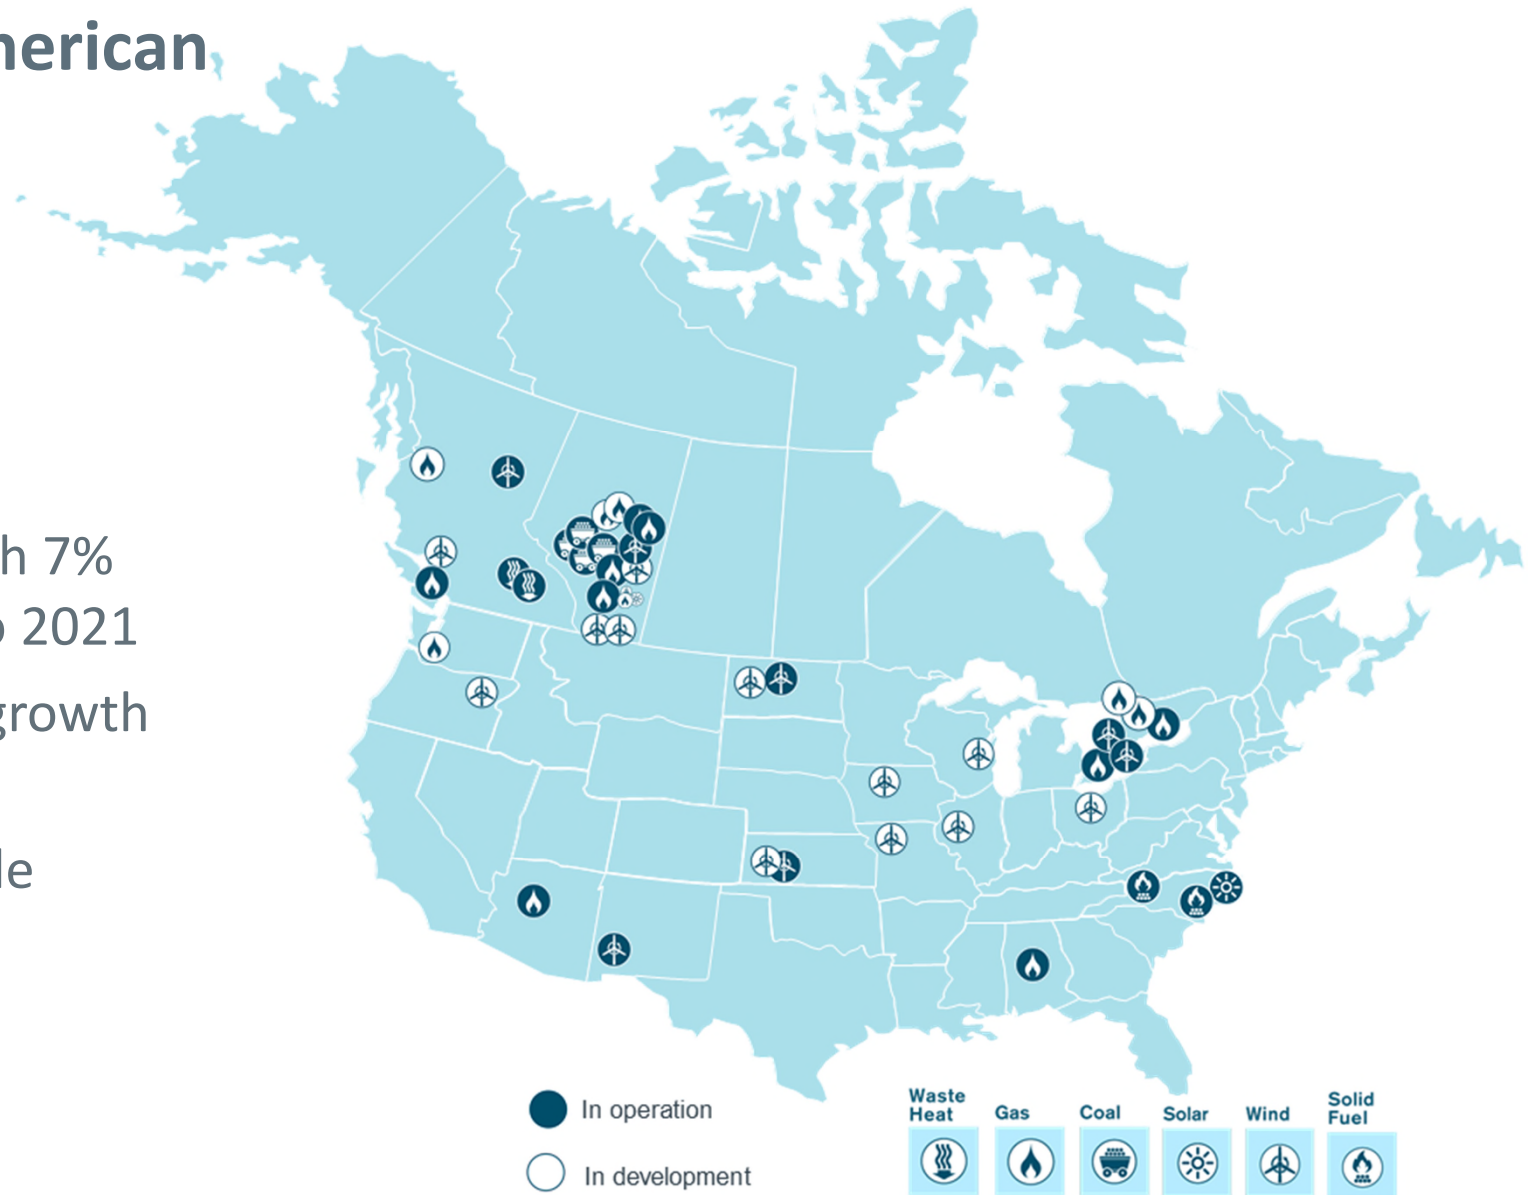 nerican
h 7%
2021
growth
le
In operation
In development
Waste
Heat
Gas
Coal
Solar
Wind
Solid
Fuel